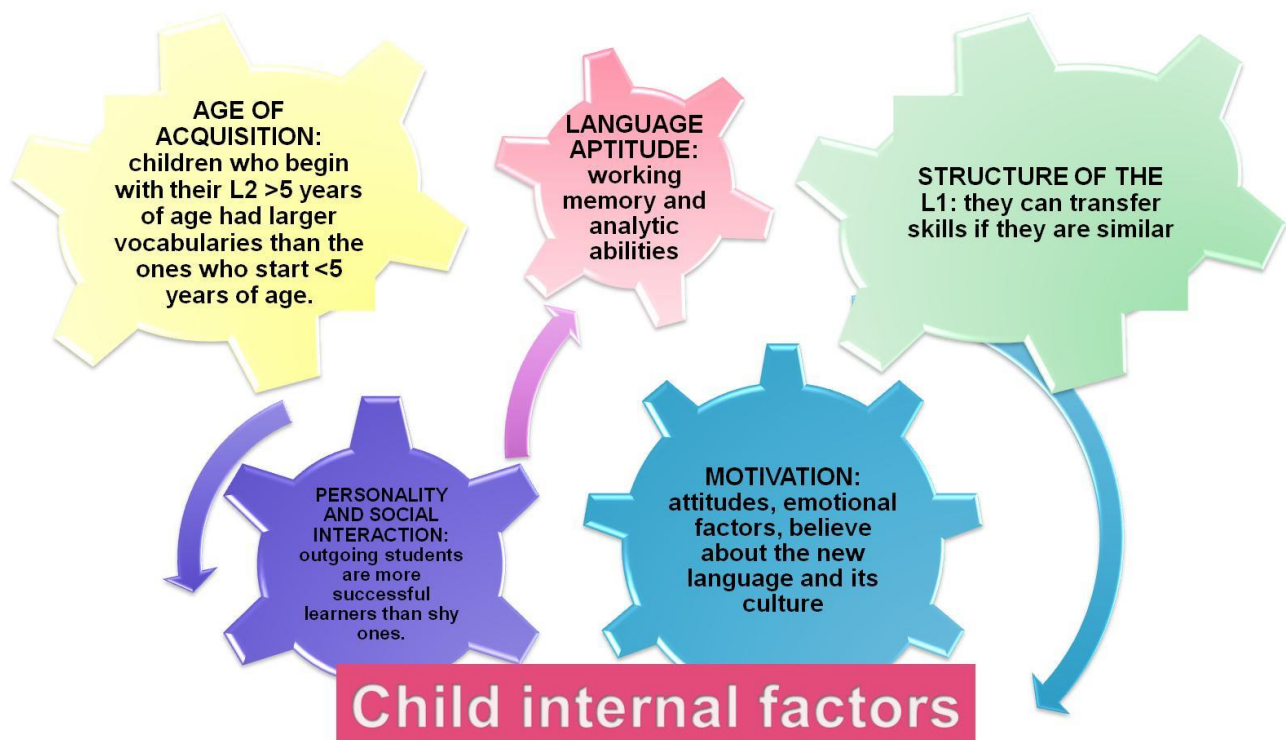 AGE OF
ACQUISITION:
children who begin
with their L2 >5 years
of age had larger
vocabularies than the
ones who start <5
years of age.
LANGUAGE
APTITUDE:
working
memory and
analytic
abilities
STRUCTURE OF THE
L1: they can transfer
skills if they are similar
PERSONALITY
AND SOCIAL
INTERACTION:
outgoing students
are more
successful
learners than shy
ones.
MOTIVATION:
attitudes, emotional
factors, believe
about the new
language and its
culture
Child internal factors